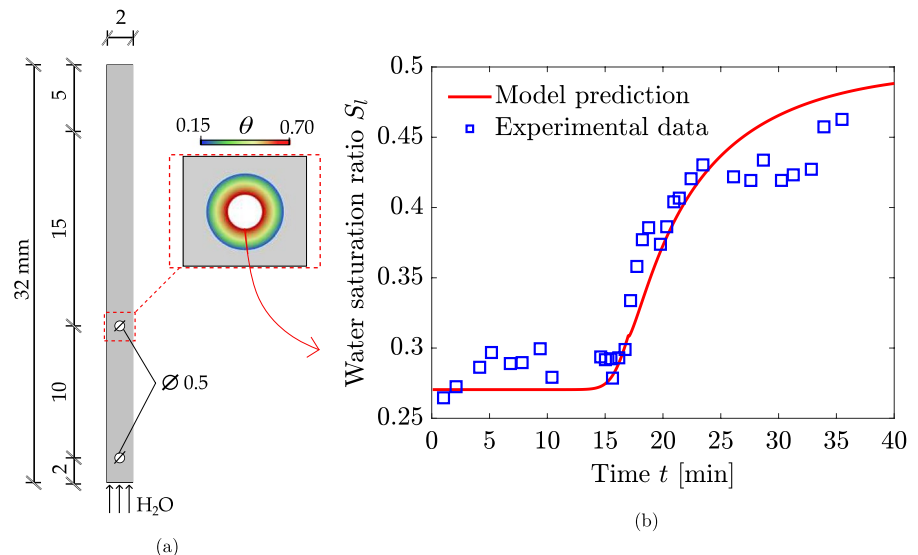 2
5
15
32 mm
10
2
0.15 θ 0.70
∅ 0.5
H₂O
(a)
Water saturation ratio Sₗ
0.5
0.45
0.4
0.35
0.3
0.25
Model prediction
Experimental data
0 5 10 15 20 25 30 35 40
Time t [min]
(b)